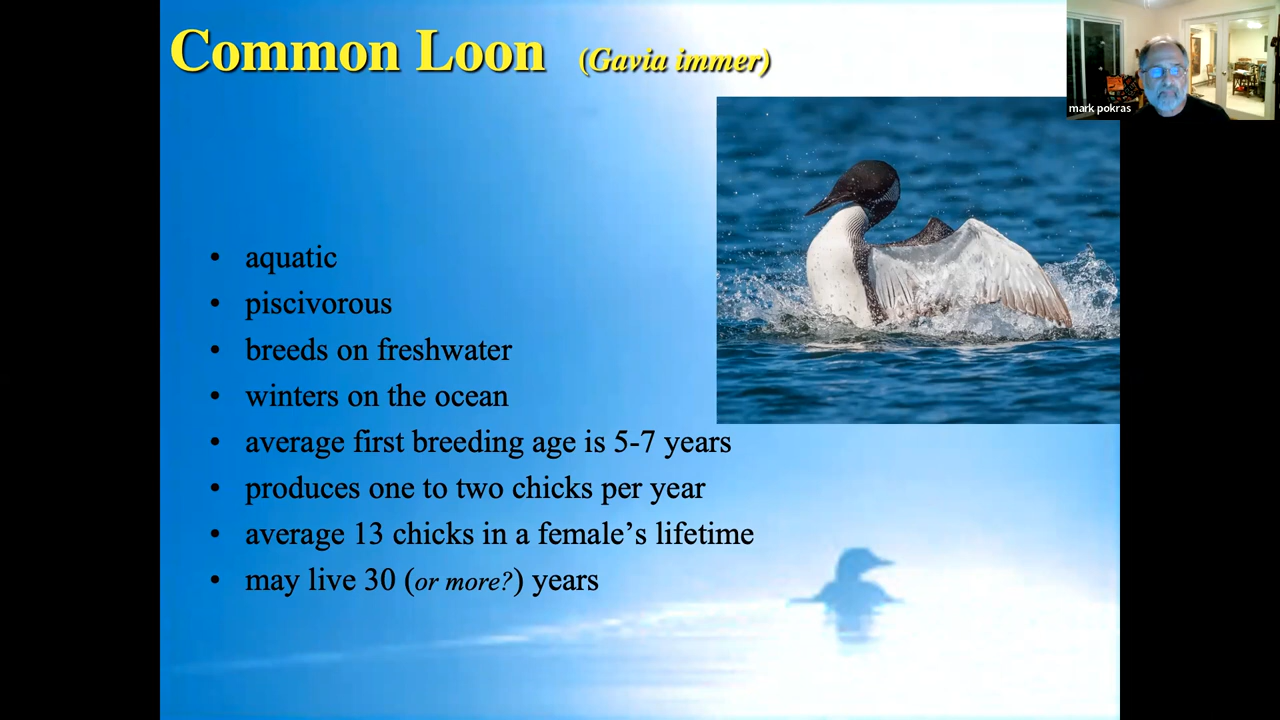 Common Loon (Gavia immer)
mark pokras
• aquatic
• piscivorous
• breeds on freshwater
• winters on the ocean
• average first breeding age is 5-7 years
• produces one to two chicks per year
• average 13 chicks in a female’s lifetime
• may live 30 (or more?) years